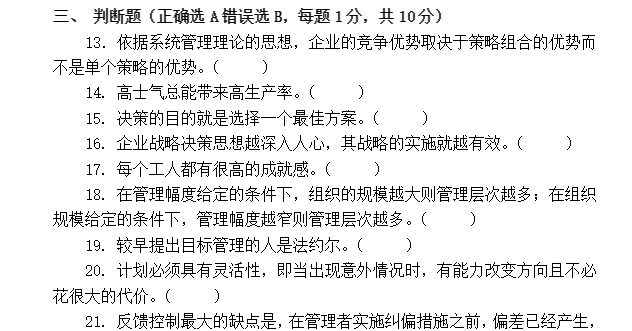 三、 判断题（正确选 A 错误选 B，每题 1 分，共 10 分）
13. 依据系统管理理论的思想，企业的竞争优势取决于策略组合的优势而
不是单个策略的优势。（　　）
14. 高士气总能带来高生产率。（　　）
15. 决策的目的就是选择一个最佳方案。（　　）
16. 企业战略决策思想越深入人心，其战略的实施就越有效。（　　）
17. 每个工人都有很高的成就感。（　　）
18. 在管理幅度给定的条件下，组织的规模越大则管理层次越多；在组织
规模给定的条件下，管理幅度越窄则管理层次越多。（　　）
19. 较早提出目标管理的人是法约尔。（　　）
20. 计划必须具有灵活性，即当出现意外情况时，有能力改变方向且不必
花很大的代价。（　　）
21. 反馈控制最大的缺点是，在管理者实施纠偏措施之前，偏差已经产生，